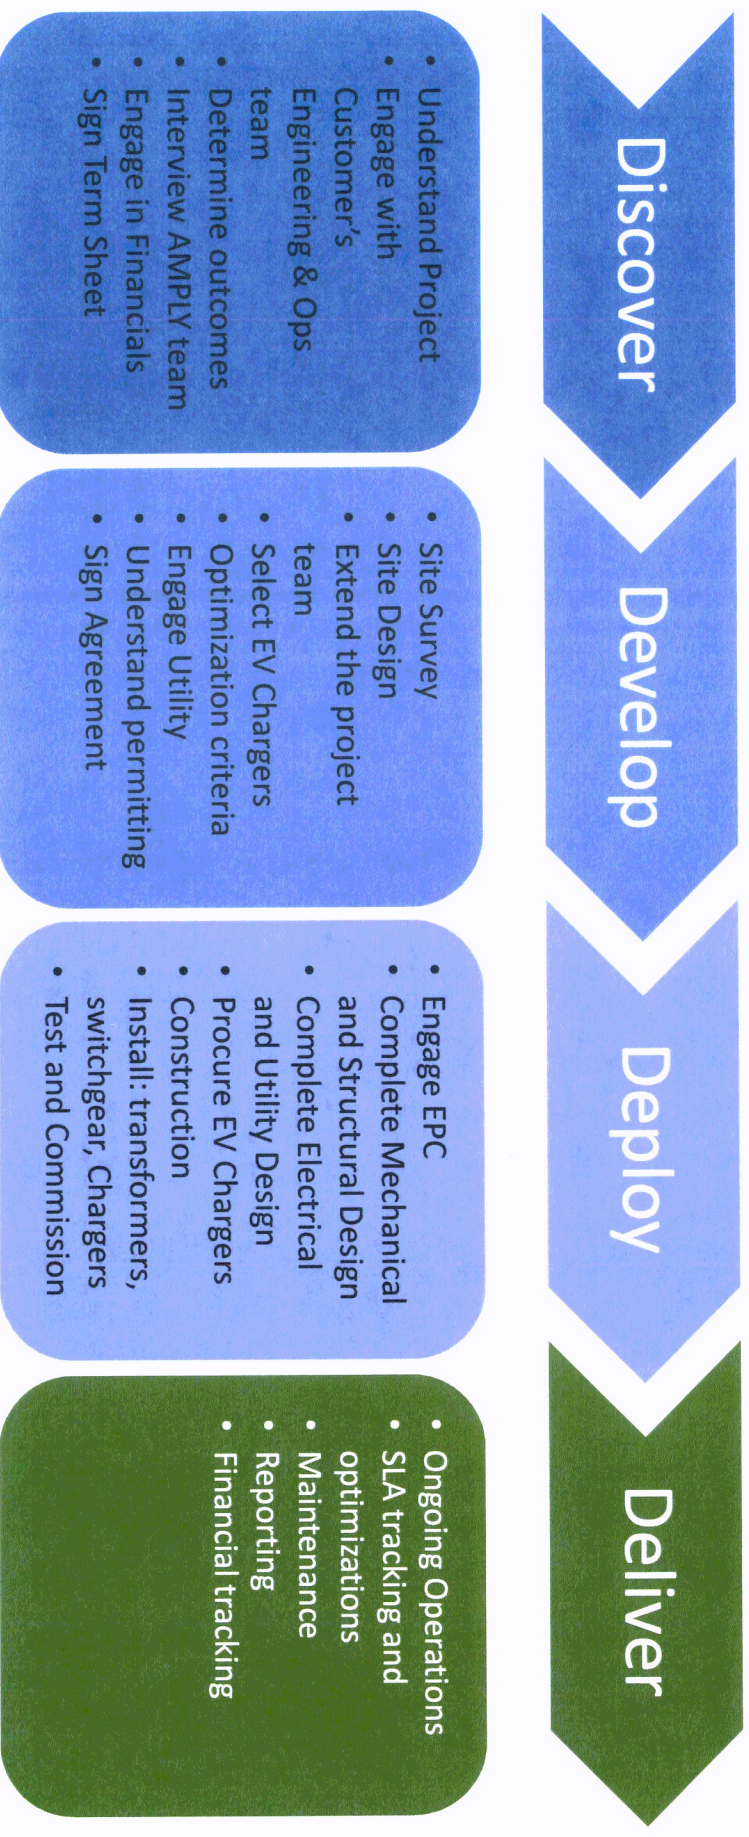 Discover
Develop
Deploy
Deliver
• Understand Project
• Engage with
Customer's
Engineering & Ops
team
• Determine outcomes
• Interview AMPLY team
• Engage in Financials
• Sign Term Sheet
• Site Survey
• Site Design
• Extend the project
team
• Select EV Chargers
• Optimization criteria
• Engage Utility
• Understand permitting
• Sign Agreement
• Engage EPC
• Complete Mechanical
and Structural Design
• Complete Electrical
and Utility Design
• Procure EV Chargers
• Construction
• Install: transformers,
switchgear, Chargers
• Test and Commission
• Ongoing Operations
• SLA tracking and
optimizations
• Maintenance
• Reporting
• Financial tracking